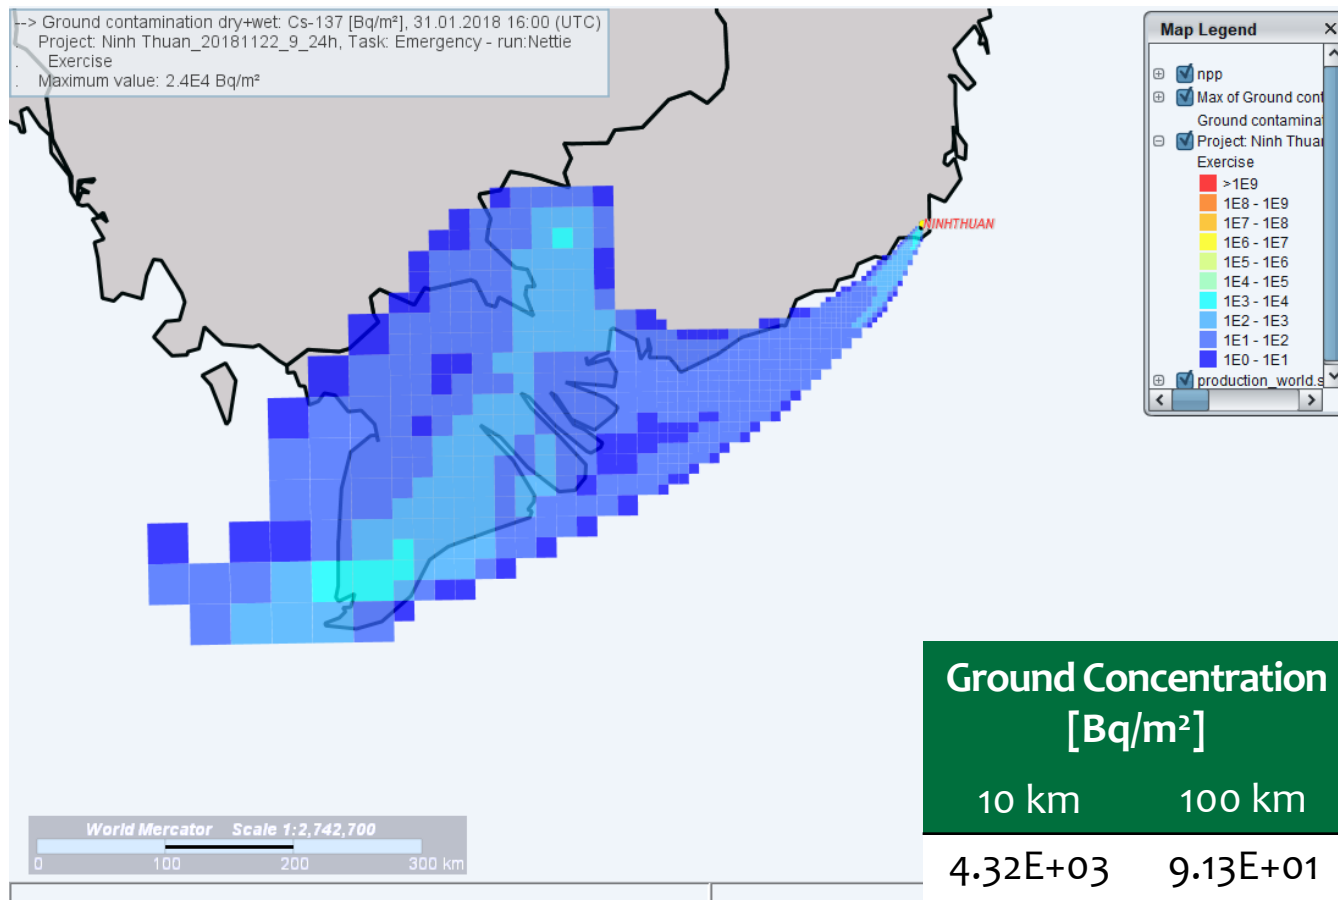 --> Ground contamination dry+wet: Cs-137 [Bq/m²], 31.01.2018 16:00 (UTC)
. Project: Ninh Thuan_20181122_9_24h, Task: Emergency - run:Nettie
. Exercise
. Maximum value: 2.4E4 Bq/m²
Map Legend
npp
Max of Ground cont
Ground contamina
Project: Ninh Thuar
Exercise
>1E9
1E8 - 1E9
1E7 - 1E8
1E6 - 1E7
1E5 - 1E6
1E4 - 1E5
1E3 - 1E4
1E2 - 1E3
1E1 - 1E2
1E0 - 1E1
production_world.s
NINHTHUAN
World Mercator Scale 1:2,742,700
0 100 200 300 km
Ground Concentration
[Bq/m²]
10 km 100 km
4.32E+03 9.13E+01